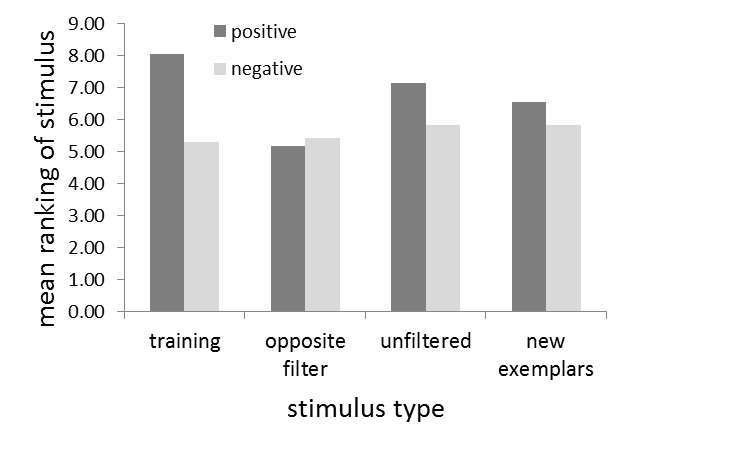 mean ranking of stimulus
9.00
8.00
7.00
6.00
5.00
4.00
3.00
2.00
1.00
0.00
positive
negative
training
opposite
filter
unfiltered
new
exemplars
stimulus type